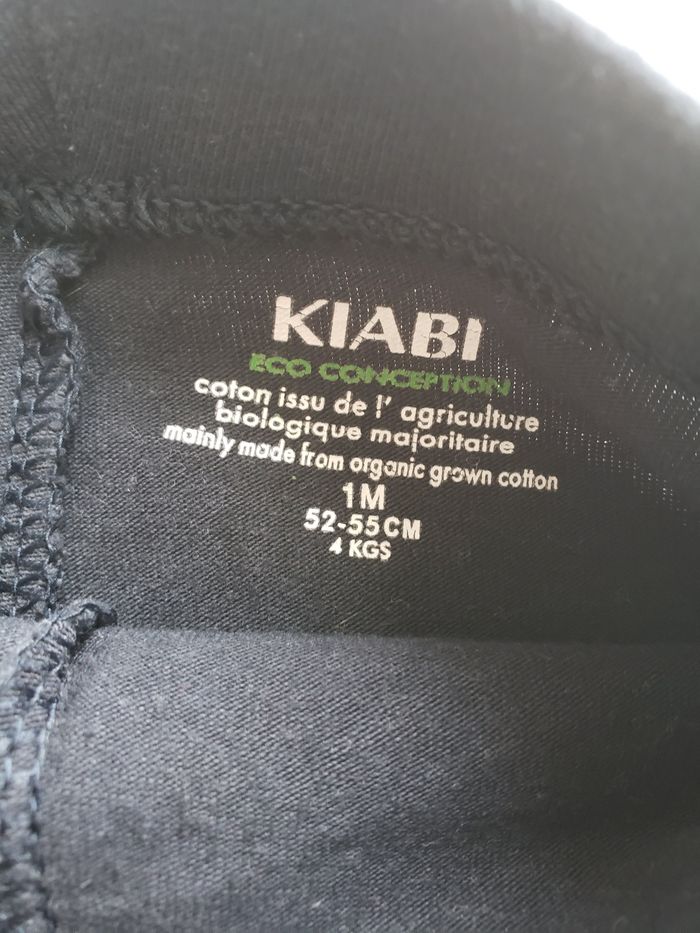 KIABI
ECO CONCEPTION
coton issu de l' agriculture
biologique majoritaire
mainly made from organic grown cotton
1M
52-55CM
4 KGS